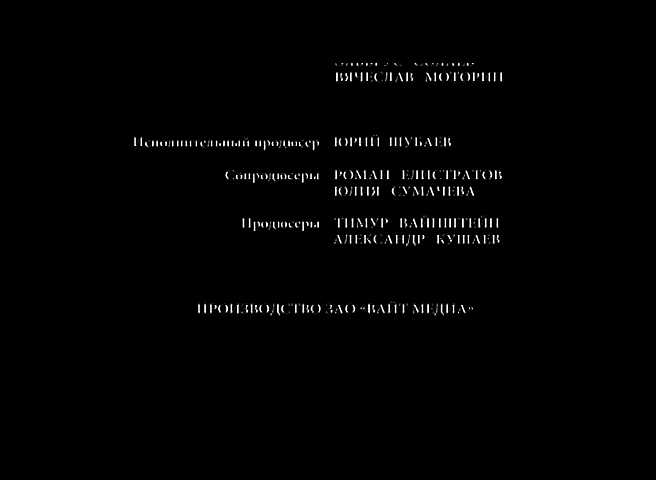 ВЯЧЕСЛАВ МОТОРИН
Исполнительный продюсер ЮРИЙ ШУБАЕВ
Сопродюсеры РОМАН ЕЛИСТРАТОВ
ЮЛИЯ СУМАЧЕВА
Продюсеры ТИМУР ВАЙНШТЕЙН
АЛЕКСАНДР КУШАЕВ
ПРОИЗВОДСТВО ЗАО «ВАЙТ МЕДИА»